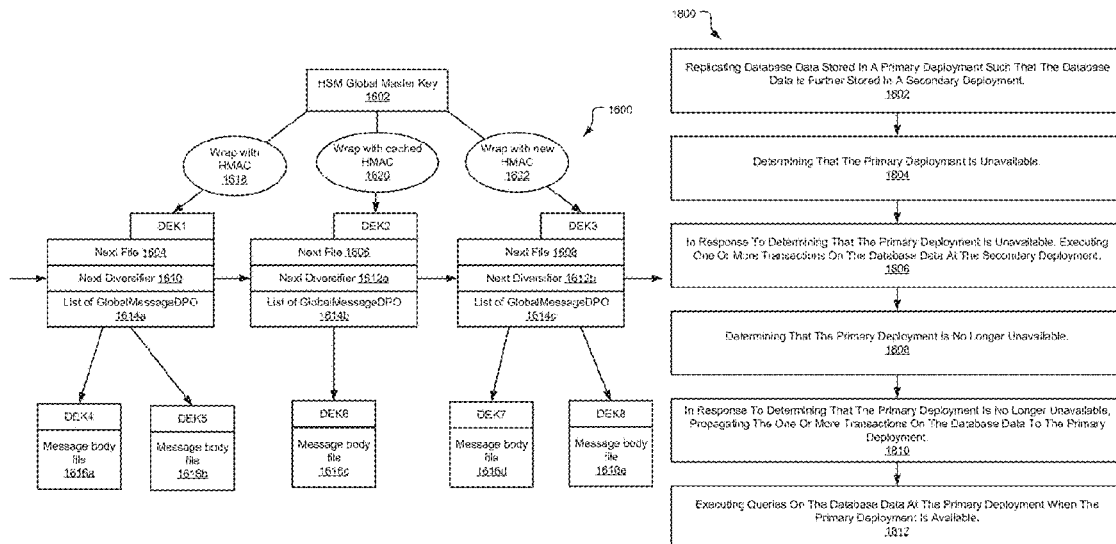 HSM Global Master Key
1602
1600
Wrap with
HMAC
1618
Wrap with cached
HMAC
1620
Wrap with new
HMAC
1622
DEK1
Next File 1604
Next Diversifier 1610
List of GlobalMessageDPO
1614a
DEK2
Next File 1606
Next Diversifier 1612a
List of GlobalMessageDPO
1614b
DEK3
Next File 1608
Next Diversifier 1612b
List of GlobalMessageDPO
1614c
DEK4
Message body
file
1616a
DEK5
Message body
file
1616b
DEK6
Message body
file
1616c
DEK7
Message body
file
1616d
DEK8
Message body
file
1616e
1800
Replicating Database Data Stored In A Primary Deployment Such That The Database
Data Is Further Stored In A Secondary Deployment.
1802
Determining That The Primary Deployment Is Unavailable.
1804
In Response To Determining That The Primary Deployment Is Unavailable, Executing
One Or More Transactions On The Database Data At The Secondary Deployment.
1806
Determining That The Primary Deployment Is No Longer Unavailable.
1808
In Response To Determining That The Primary Deployment Is No Longer Unavailable,
Propagating The One Or More Transactions On The Database Data To The Primary
Deployment.
1810
Executing Queries On The Database Data At The Primary Deployment When The
Primary Deployment Is Available.
1812